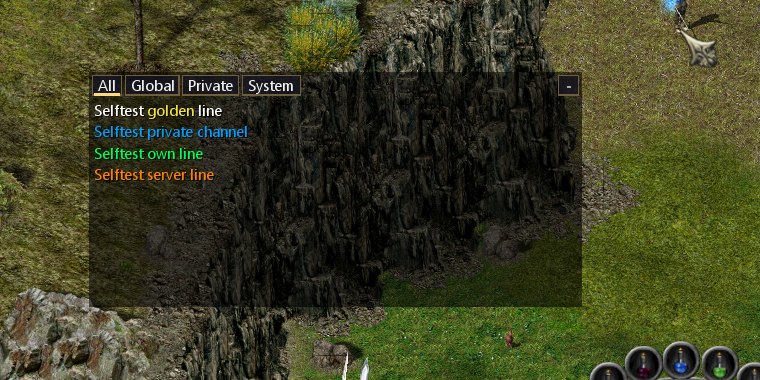 All Global Private System -
Selftest golden line
Selftest private channel
Selftest own line
Selftest server line